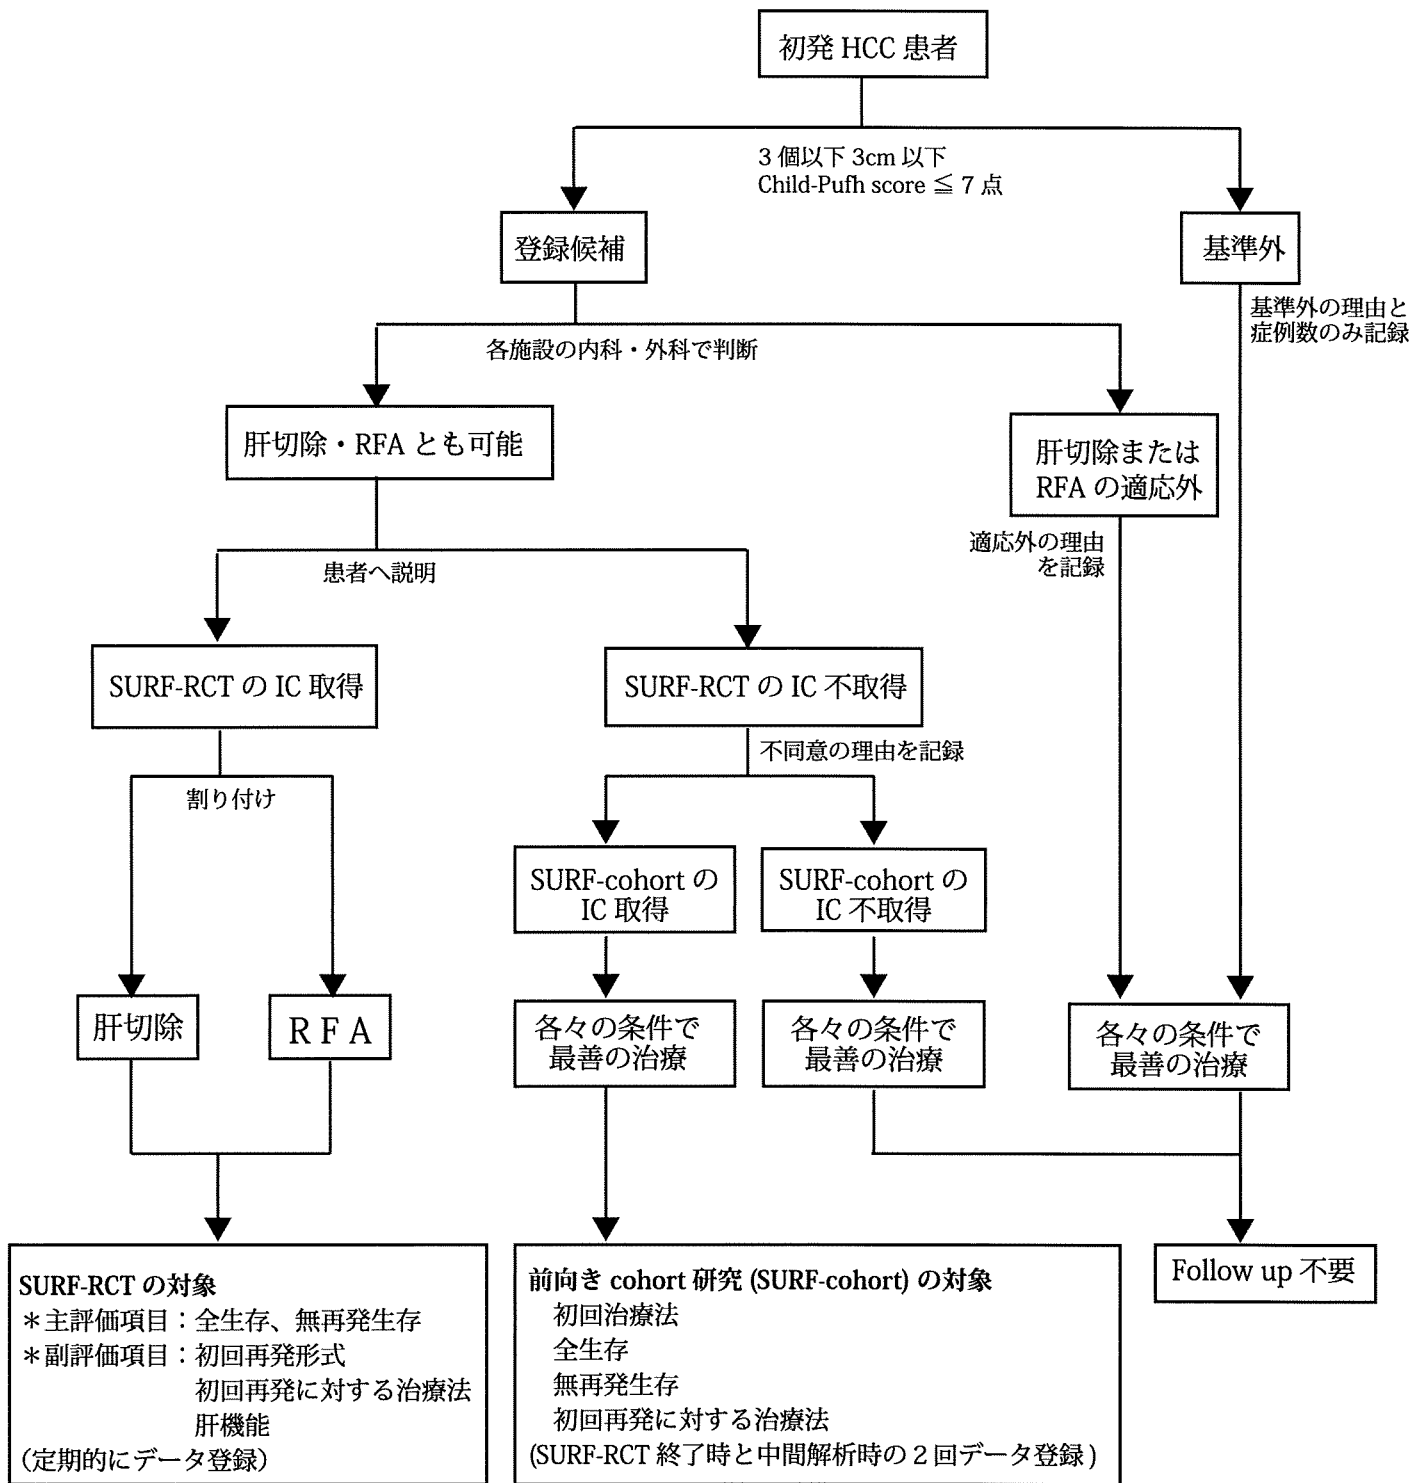 初発 HCC 患者
3 個以下 3cm 以下
Child-Pufh score ≦ 7 点
登録候補
基準外
基準外の理由と
症例数のみ記録
各施設の内科・外科で判断
肝切除・RFA とも可能
肝切除または
RFA の適応外
適応外の理由
を記録
患者へ説明
SURF-RCT の IC 取得
SURF-RCT の IC 不取得
不同意の理由を記録
割り付け
SURF-cohort の
IC 取得
SURF-cohort の
IC 不取得
肝切除
R F A
各々の条件で
最善の治療
各々の条件で
最善の治療
各々の条件で
最善の治療
SURF-RCT の対象
＊主評価項目：全生存、無再発生存
＊副評価項目：初回再発形式
初回再発に対する治療法
肝機能
（定期的にデータ登録）
前向き cohort 研究 (SURF-cohort) の対象
初回治療法
全生存
無再発生存
初回再発に対する治療法
(SURF-RCT 終了時と中間解析時の 2 回データ登録 )
Follow up 不要